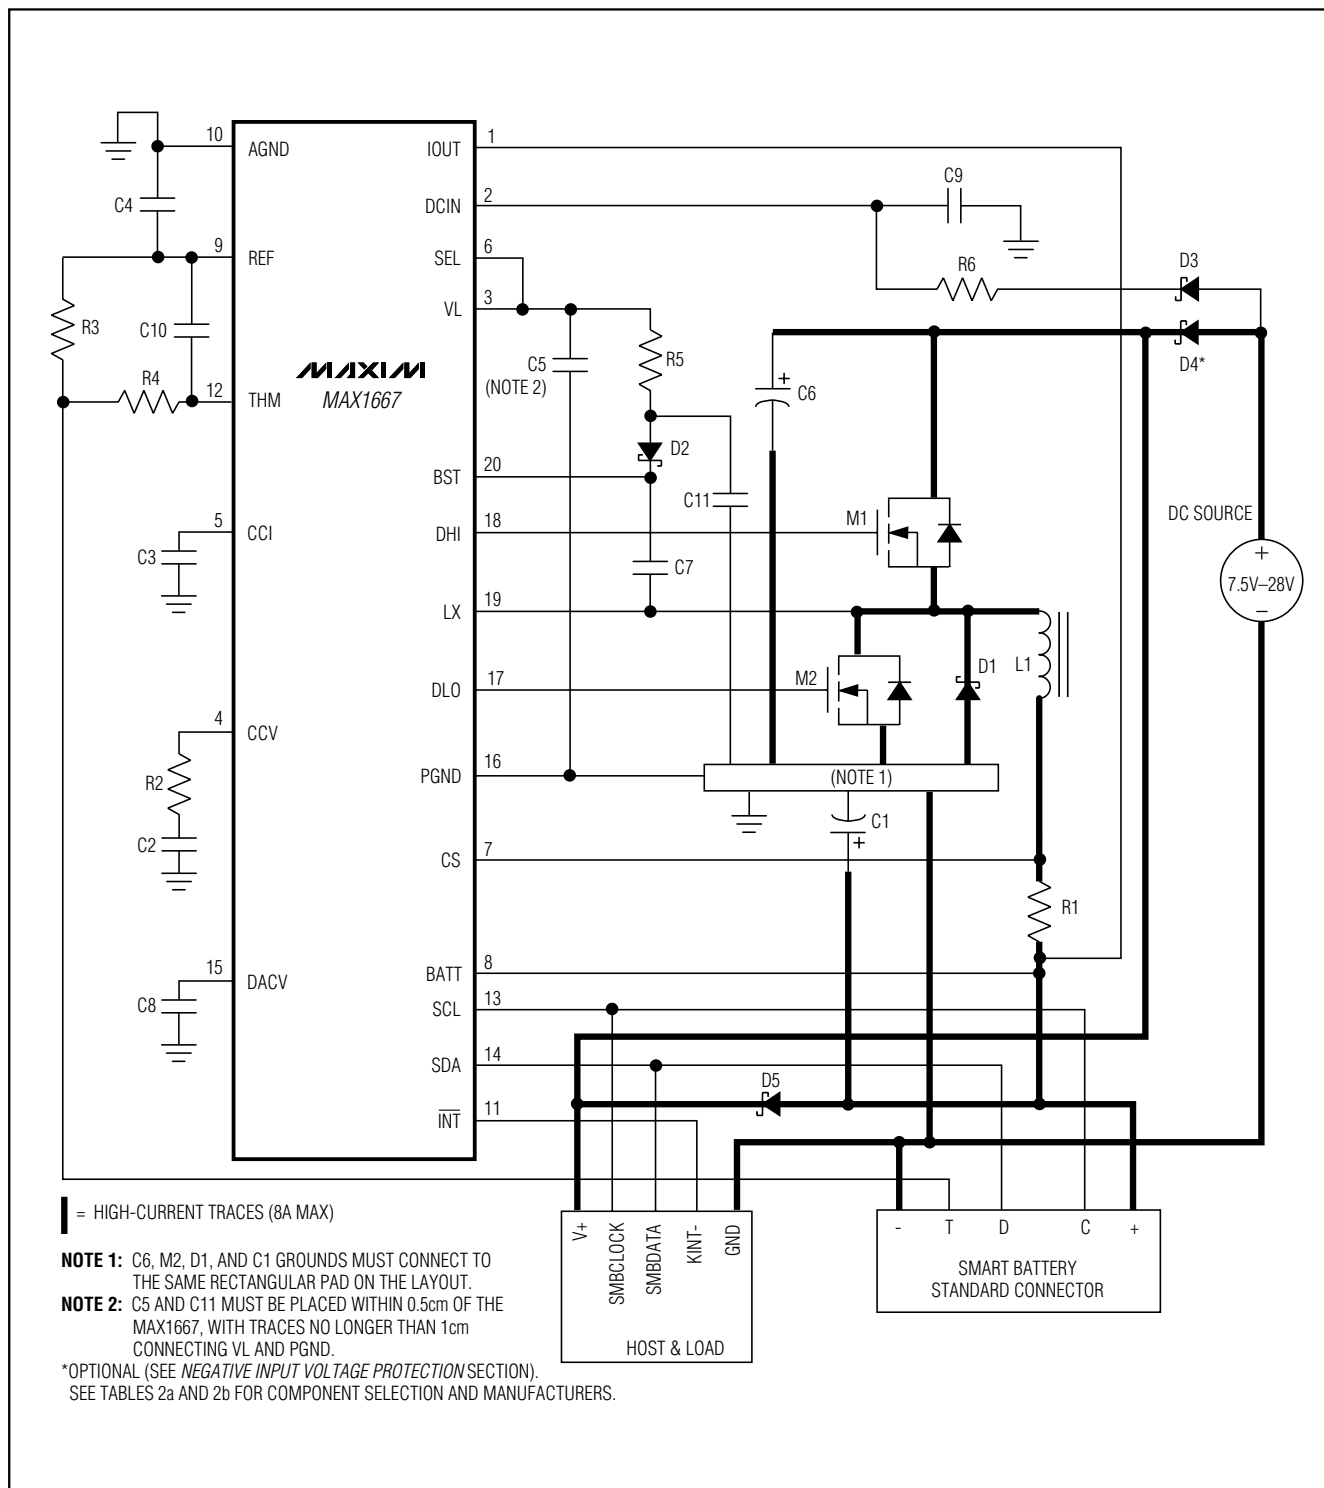 10
AGND
IOUT
1
C4
DCIN
2
C9
9
REF
SEL
6
R6
D3
VL
3
R3
C10
C5
(NOTE 2)
R5
D4*
MAXIM
MAX1667
C6
+
R4
12
THM
D2
BST
20
C11
M1
DC SOURCE
5
CCI
DHI
18
C3
C7
+
7.5V–28V
–
LX
19
M2
D1
L1
DLO
17
4
CCV
R2
PGND
16
(NOTE 1)
C1
+
C2
CS
7
R1
15
DACV
BATT
8
C8
SCL
13
SDA
14
D5
INT
11
= HIGH-CURRENT TRACES (8A MAX)
V+
SMBCLOCK
SMBDATA
KINT-
GND
HOST & LOAD
-
T
D
C
+
SMART BATTERY
STANDARD CONNECTOR
NOTE 1: C6, M2, D1, AND C1 GROUNDS MUST CONNECT TO
THE SAME RECTANGULAR PAD ON THE LAYOUT.
NOTE 2: C5 AND C11 MUST BE PLACED WITHIN 0.5cm OF THE
MAX1667, WITH TRACES NO LONGER THAN 1cm
CONNECTING VL AND PGND.
*OPTIONAL (SEE NEGATIVE INPUT VOLTAGE PROTECTION SECTION).
SEE TABLES 2a AND 2b FOR COMPONENT SELECTION AND MANUFACTURERS.